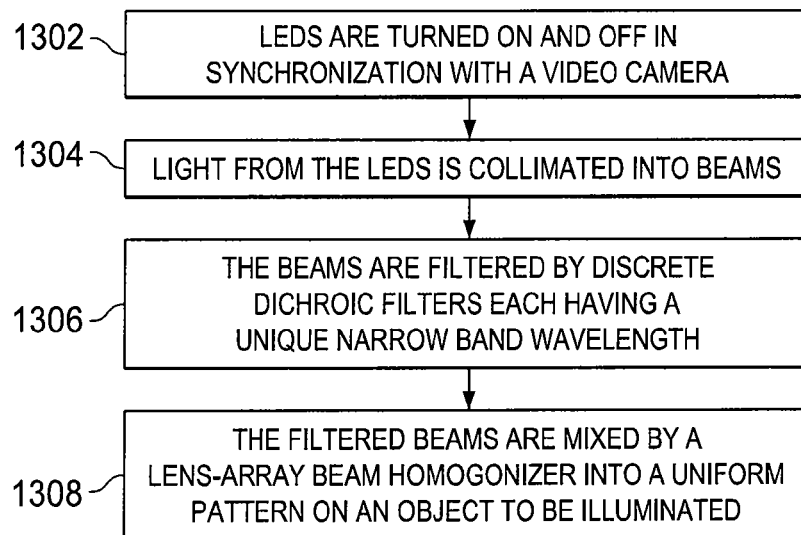 1302
LEDS ARE TURNED ON AND OFF IN
SYNCHRONIZATION WITH A VIDEO CAMERA
1304
LIGHT FROM THE LEDS IS COLLIMATED INTO BEAMS
1306
THE BEAMS ARE FILTERED BY DISCRETE
DICHROIC FILTERS EACH HAVING A
UNIQUE NARROW BAND WAVELENGTH
1308
THE FILTERED BEAMS ARE MIXED BY A
LENS-ARRAY BEAM HOMOGONIZER INTO A UNIFORM
PATTERN ON AN OBJECT TO BE ILLUMINATED